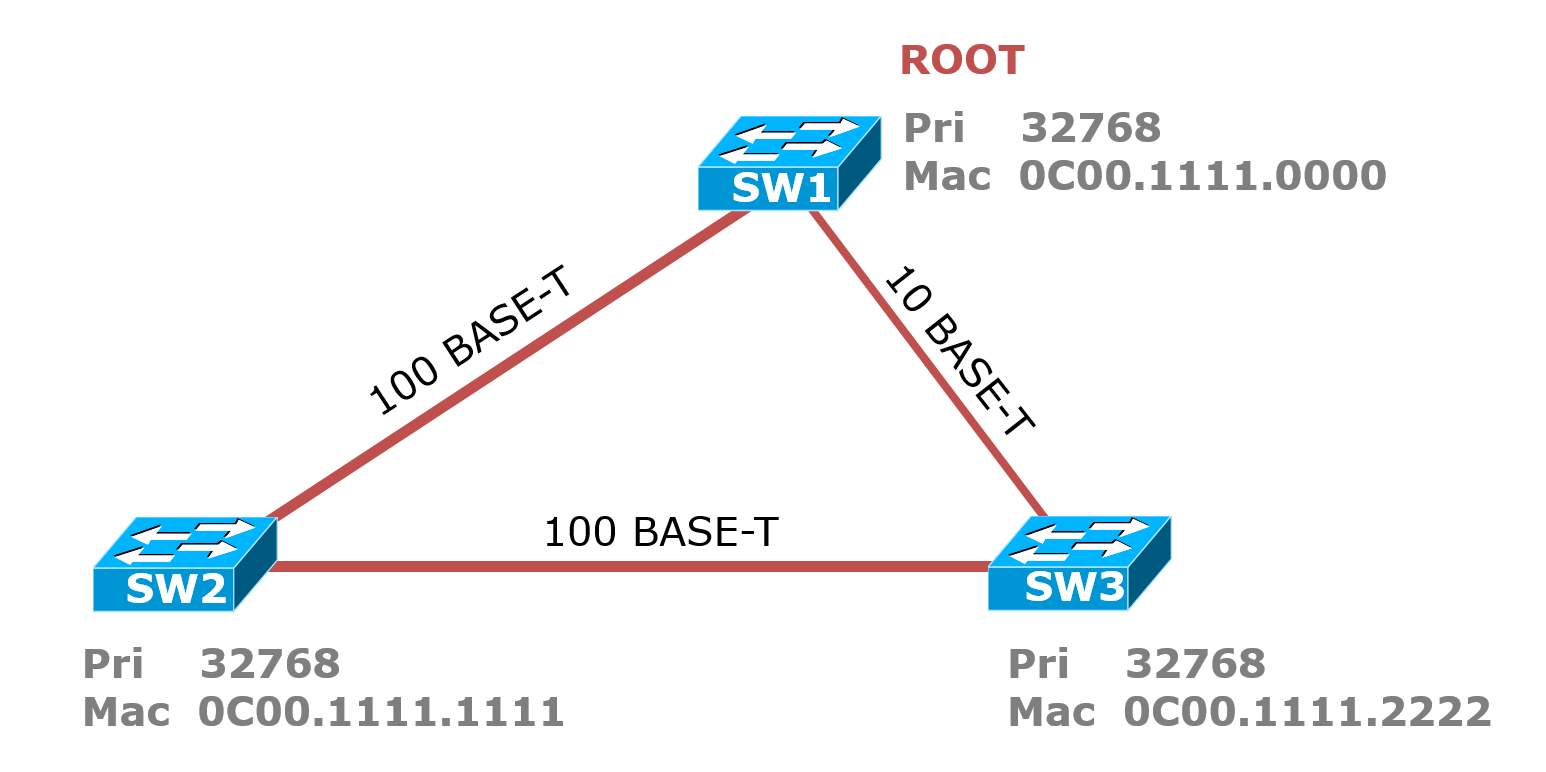 ROOT
Pri 32768
Mac 0C00.1111.0000
SW1
100 BASE-T
10 BASE-T
100 BASE-T
SW2
SW3
Pri 32768
Mac 0C00.1111.1111
Pri 32768
Mac 0C00.1111.2222